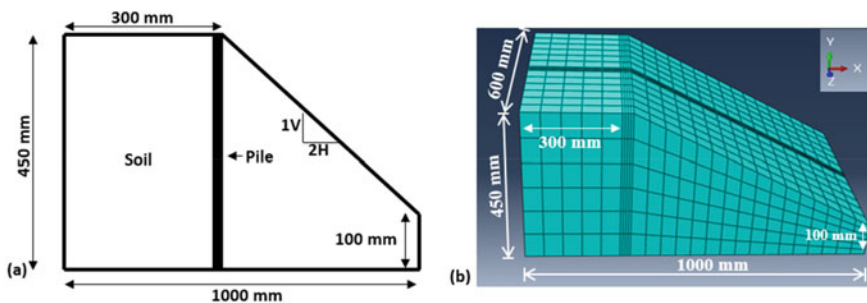 300 mm
450 mm
Soil
Pile
1V
2H
100 mm
(a)
1000 mm
600 mm
Y
X
Z
300 mm
450 mm
100 mm
(b)
1000 mm